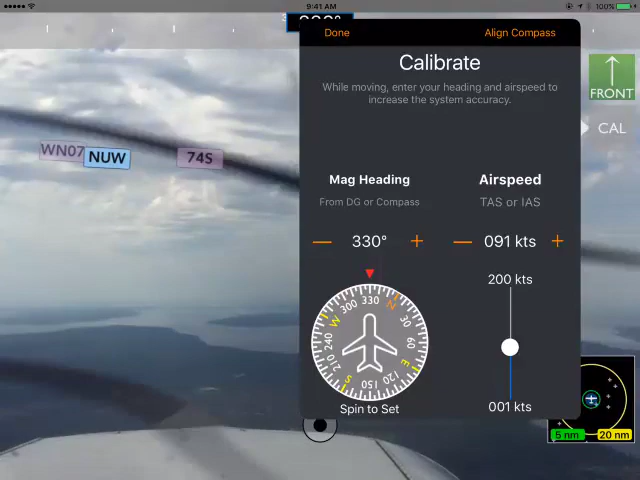 9:41 AM
100%
Done
Align Compass
Calibrate
While moving, enter your heading and airspeed to
increase the system accuracy.
FRONT
CAL
WN07
NUW
74S
Mag Heading
Airspeed
From DG or Compass
TAS or IAS
— 330° +
— 091 kts +
200 kts
330
N
30
60
E
120
150
S
210
240
W
300
001 kts
Spin to Set
5 nm
20 nm